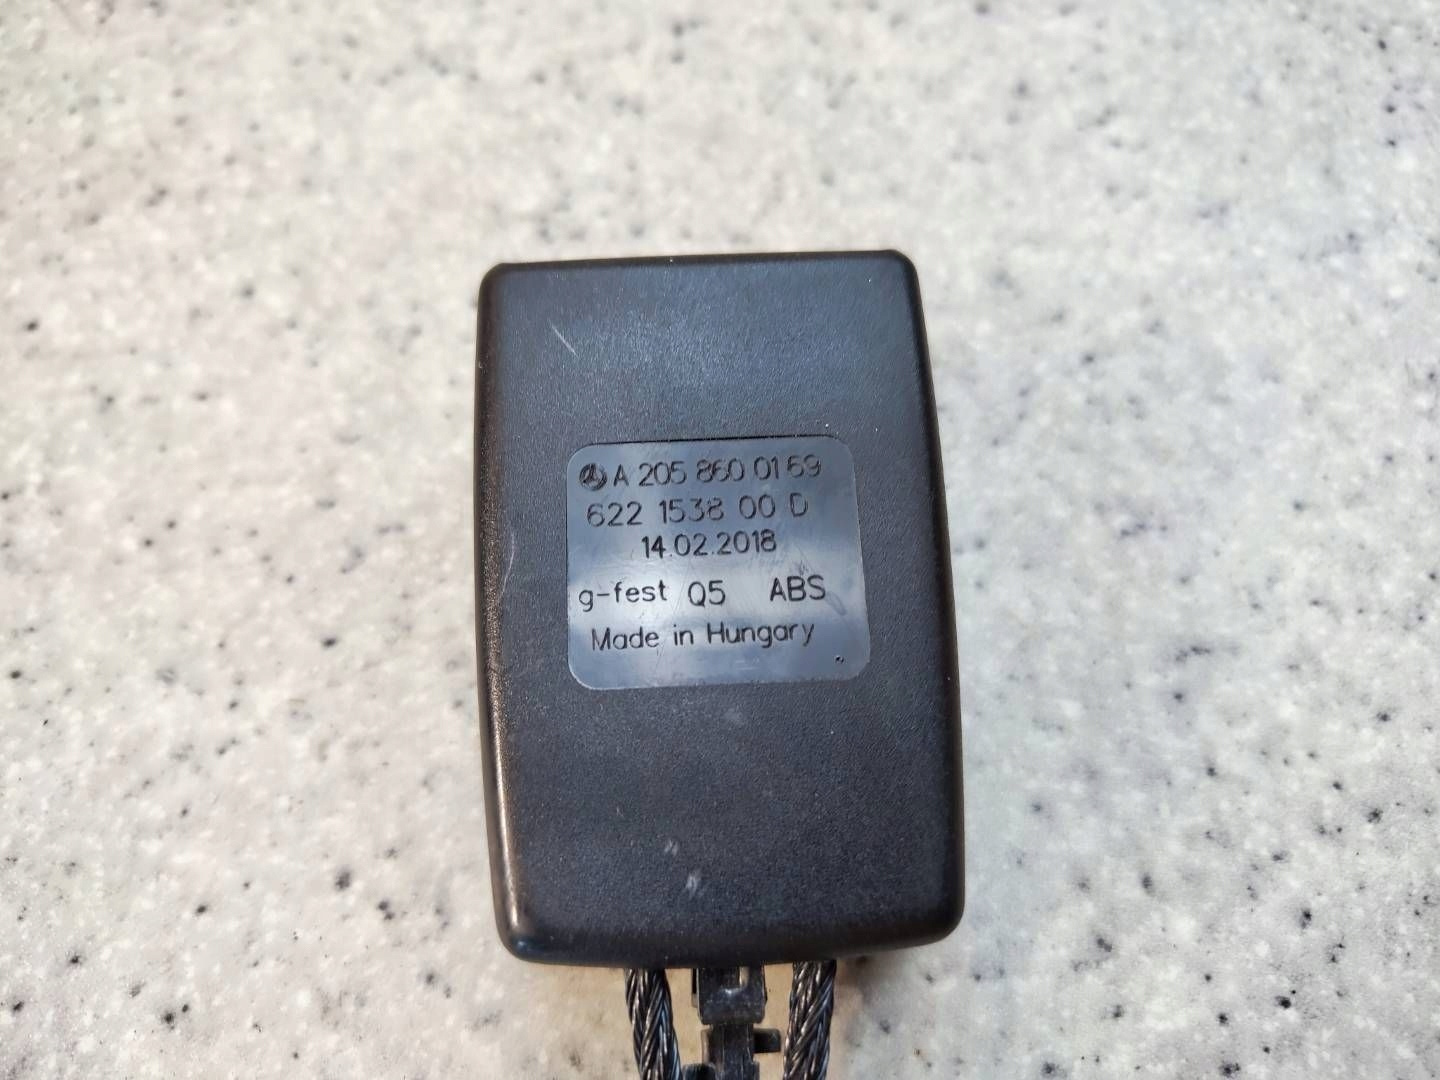 A 205 860 01 69
622 1538 00 D
14.02.2018
g-fest Q5 ABS
Made in Hungary